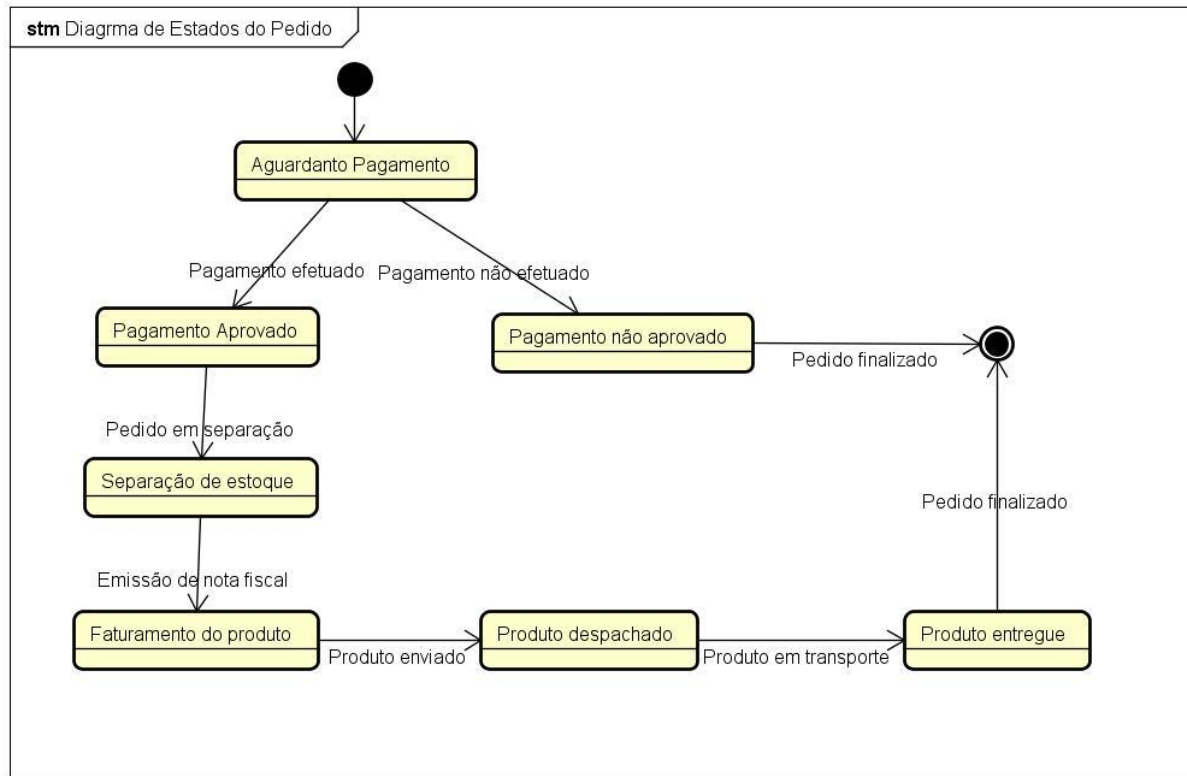 stm Diagrma de Estados do Pedido
Aguardanto Pagamento
Pagamento efetuado
Pagamento não efetuado
Pagamento Aprovado
Pagamento não aprovado
Pedido finalizado
Pedido em separação
Separação de estoque
Pedido finalizado
Emissão de nota fiscal
Faturamento do produto
Produto enviado
Produto despachado
Produto em transporte
Produto entregue